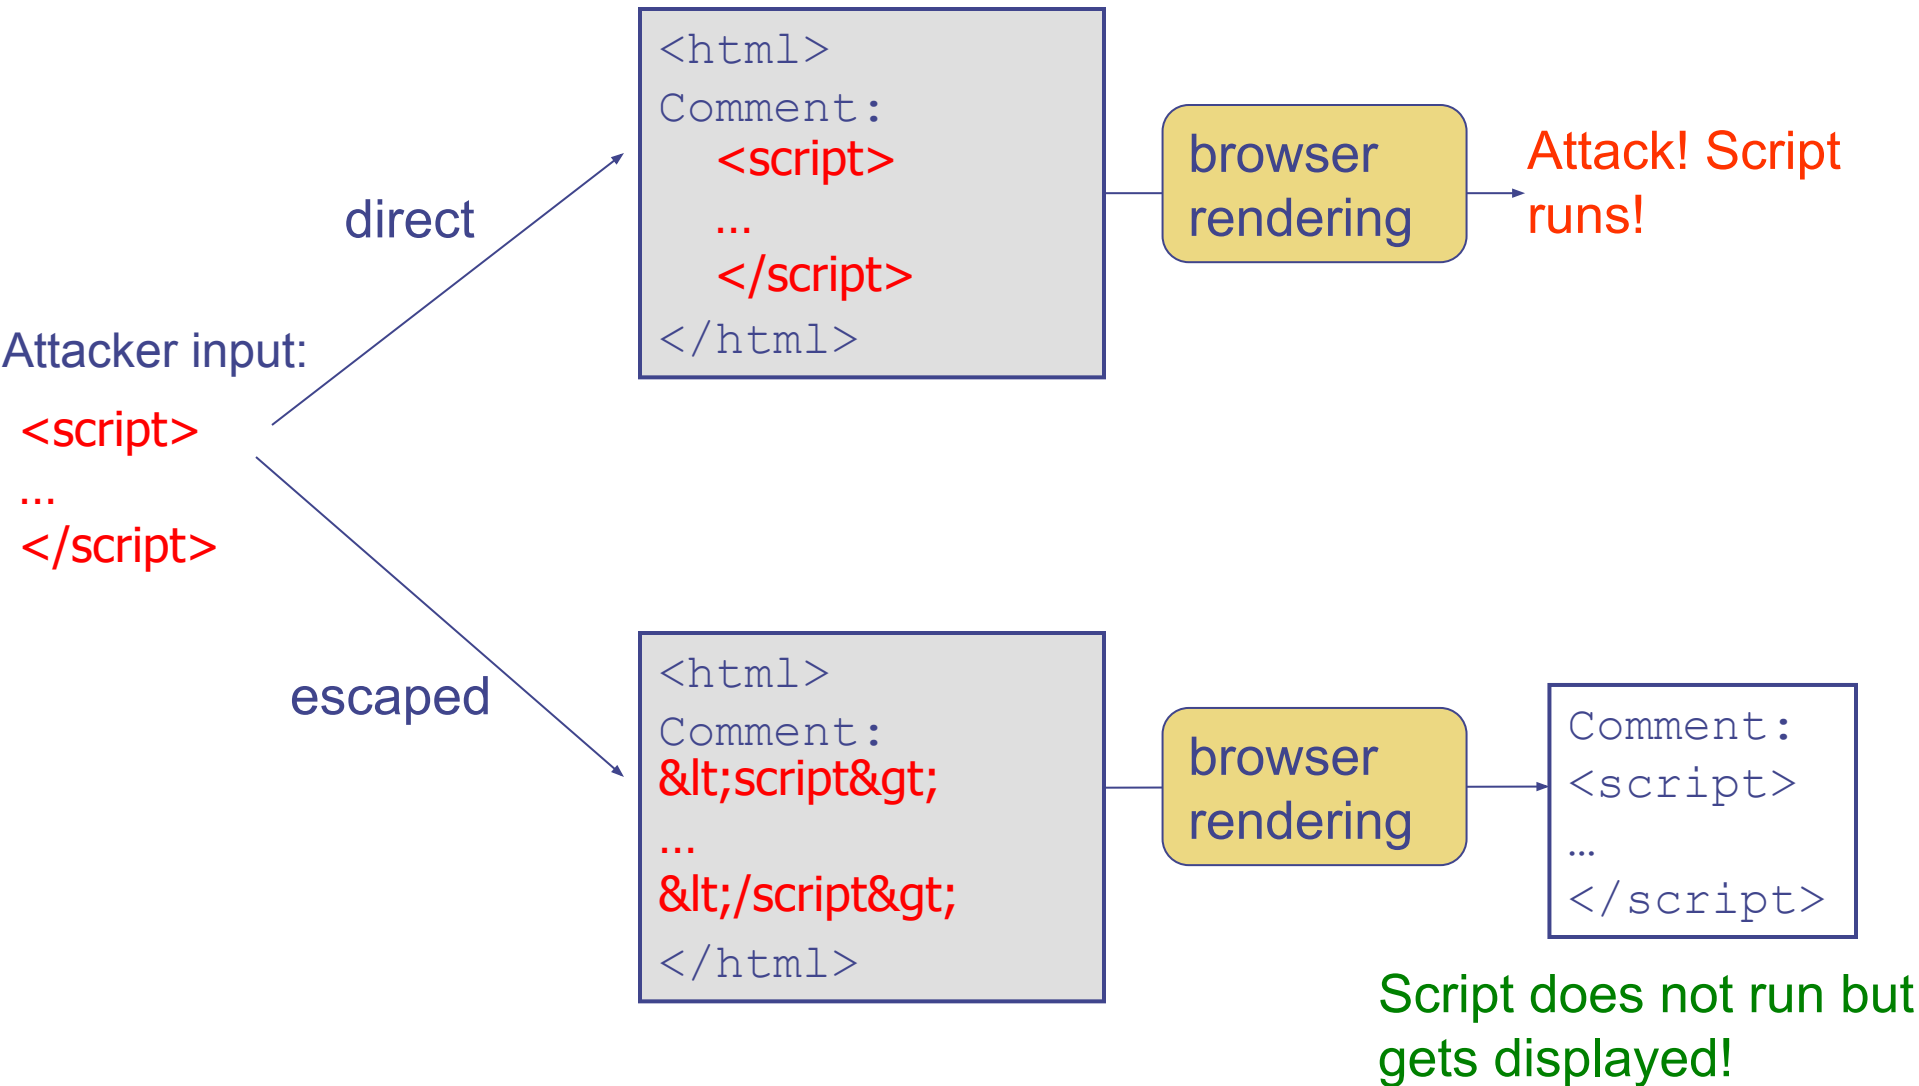 Attacker input:
<script>
...
</script>
direct
<html>
Comment:
<script>
...
</script>
</html>
browser
rendering
Attack! Script
runs!
escaped
<html>
Comment:
&lt;script&gt;
...
&lt;/script&gt;
</html>
browser
rendering
Comment:
<script>
…
</script>
Script does not run but
gets displayed!